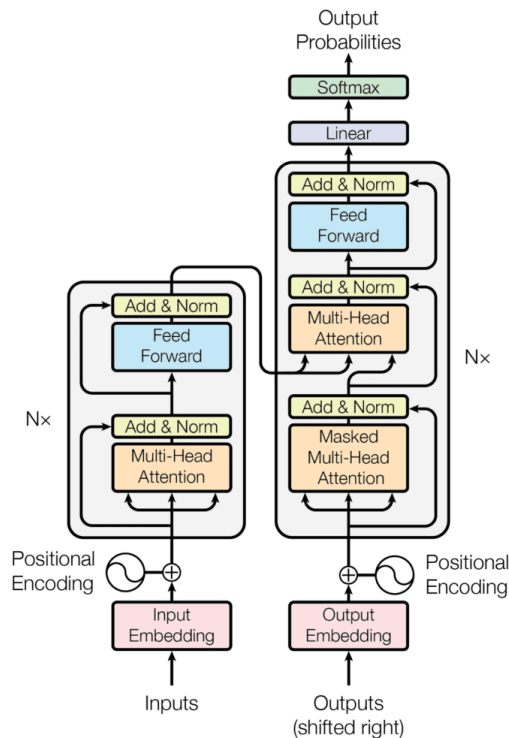 Output
Probabilities
Softmax
Linear
Add & Norm
Feed
Forward
Add & Norm
Multi-Head
Attention
Nx
Add & Norm
Masked
Multi-Head
Attention
Positional
Encoding
Output
Embedding
Outputs
(shifted right)
Add & Norm
Feed
Forward
Nx
Add & Norm
Multi-Head
Attention
Positional
Encoding
Input
Embedding
Inputs